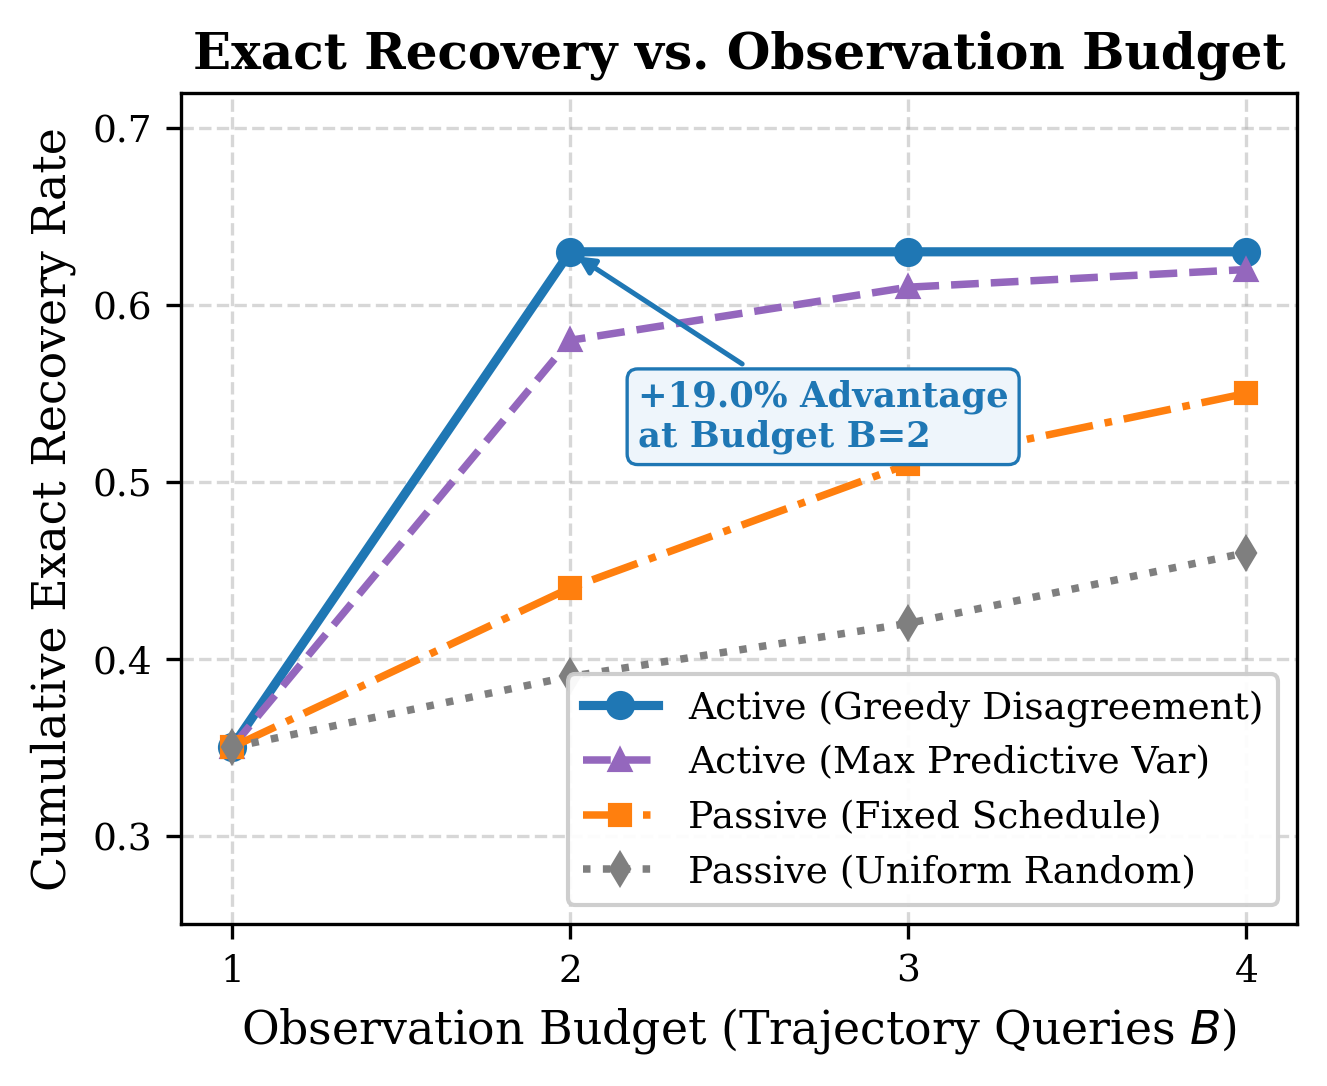 Exact Recovery vs. Observation Budget
Cumulative Exact Recovery Rate
0.7
0.6
0.5
0.4
0.3
+19.0% Advantage
at Budget B=2
Active (Greedy Disagreement)
Active (Max Predictive Var)
Passive (Fixed Schedule)
Passive (Uniform Random)
1 2 3 4
Observation Budget (Trajectory Queries B)